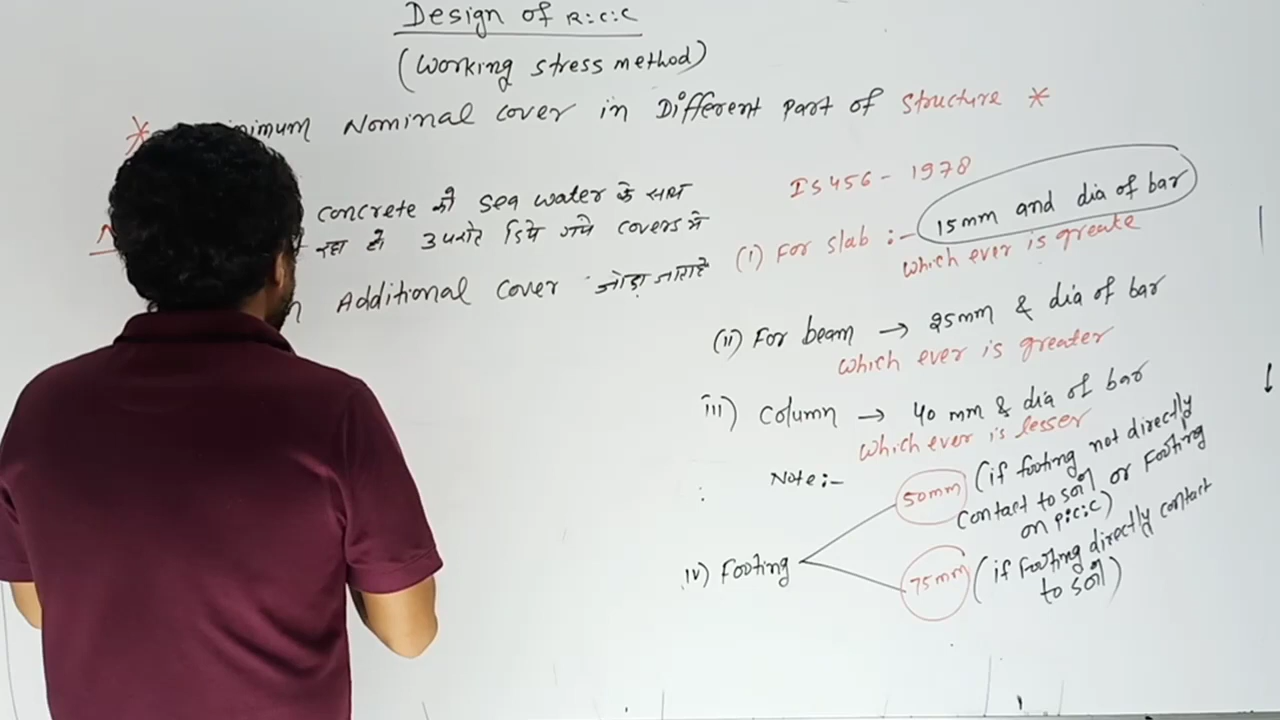 Design of R:C:C
(Working stress method)
* Minimum Nominal cover in Different part of Structure *
IS456 - 1978
concrete को sea water के साथ
रहा हो उपरोट दिये गये covers में
Additional cover जोड़ा जाता है
(i) For slab :- 15mm and dia of bar
which ever is greate
(ii) For beam → 25mm & dia of bar
which ever is greater
iii) Column → 40 mm & dia of bar
which ever is lesser
Note :-
iv) Footing
50mm (if footing not directly
contact to soil or footing
on P:C:C)
75mm (if footing directly contact
to soil)